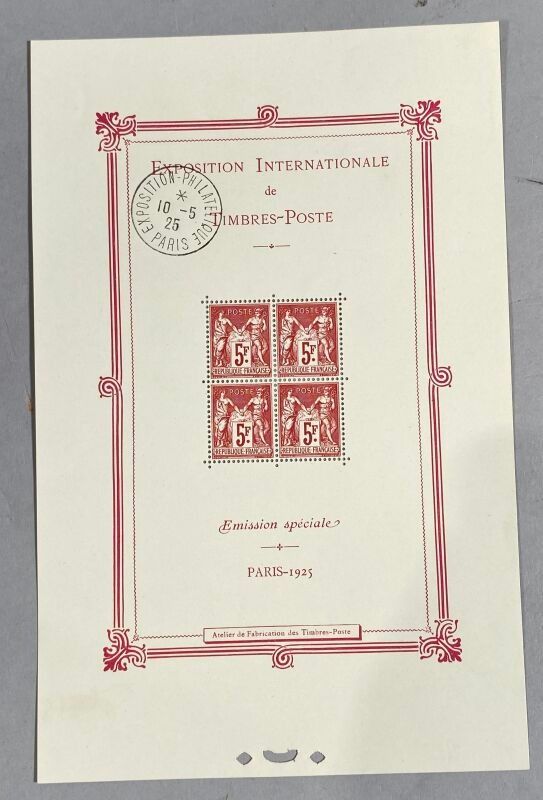 EXPOSITION INTERNATIONALE
de
TIMBRES-POSTE
EXPOSITION-PHILATELIQUE
*
10 -5
25
PARIS
POSTE
5F
REPUBLIQUE FRANÇAISE
POSTE
5F
REPUBLIQUE FRANÇAISE
POSTE
5F
REPUBLIQUE FRANÇAISE
POSTE
5F
REPUBLIQUE FRANÇAISE
Emission spéciale
PARIS-1925
Atelier de Fabrication des Timbres-Poste